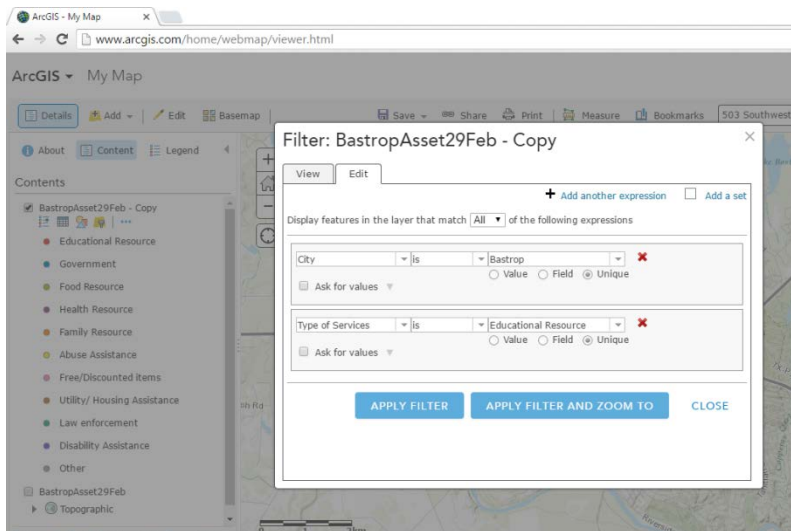 ArcGIS - My Map
www.arcgis.com/home/webmap/viewer.html
ArcGIS My Map
Details Add Edit Basemap Save Share Print Measure Bookmarks 503 Southwest
About Content Legend
Contents
BastropAsset29Feb - Copy
Educational Resource
Government
Food Resource
Health Resource
Family Resource
Abuse Assistance
Free/Discounted items
Utility/ Housing Assistance
Law enforcement
Disability Assistance
Other
BastropAsset29Feb
Topographic
Filter: BastropAsset29Feb - Copy
View Edit
+ Add another expression Add a set
Display features in the layer that match All of the following expressions
City is Bastrop
Value Field Unique
Ask for values
Type of Services is Educational Resource
Value Field Unique
Ask for values
APPLY FILTER APPLY FILTER AND ZOOM TO CLOSE